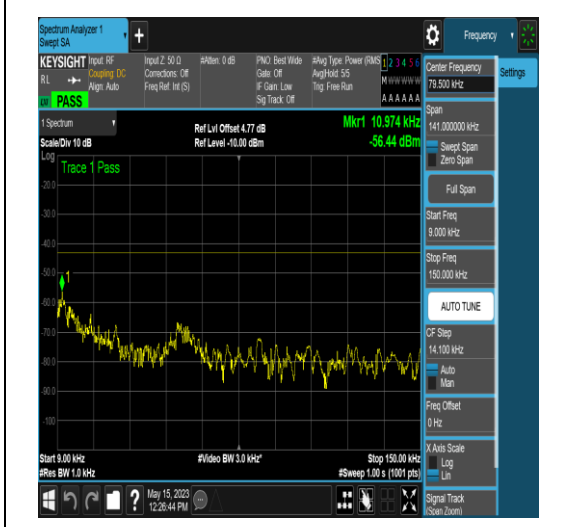 Spectrum Analyzer 1
Swept SA
Frequency
KEYSIGHT
RL
Input: RF
Coupling: DC
Align: Auto
Input Z: 50 Ω
Corrections: Off
Freq Ref: Int (S)
#Atten: 0 dB
PNO: Best Wide
Gate: Off
IF Gain: Low
Sig Track: Off
#Avg Type: Power (RMS
Avg|Hold: 5/5
Trig: Free Run
1 2 3 4 5 6
M W W W W W
A A A A A A
PASS
1 Spectrum
Scale/Div 10 dB
Ref Lvl Offset 4.77 dB
Ref Level -10.00 dBm
Mkr1 10.974 kHz
-56.44 dBm
Log
Trace 1 Pass
-20.0
-30.0
-40.0
-50.0
1
-60.0
-70.0
-80.0
-90.0
-100
Start 9.00 kHz
#Res BW 1.0 kHz
#Video BW 3.0 kHz*
Stop 150.00 kHz
#Sweep 1.00 s (1001 pts)
May 15, 2023
12:26:44 PM
?
Center Frequency
79.500 kHz
Settings
Span
141.000000 kHz
Swept Span
Zero Span
Full Span
Start Freq
9.000 kHz
Stop Freq
150.000 kHz
AUTO TUNE
CF Step
14.100 kHz
Auto
Man
Freq Offset
0 Hz
X Axis Scale
Log
Lin
Signal Track
(Span Zoom)